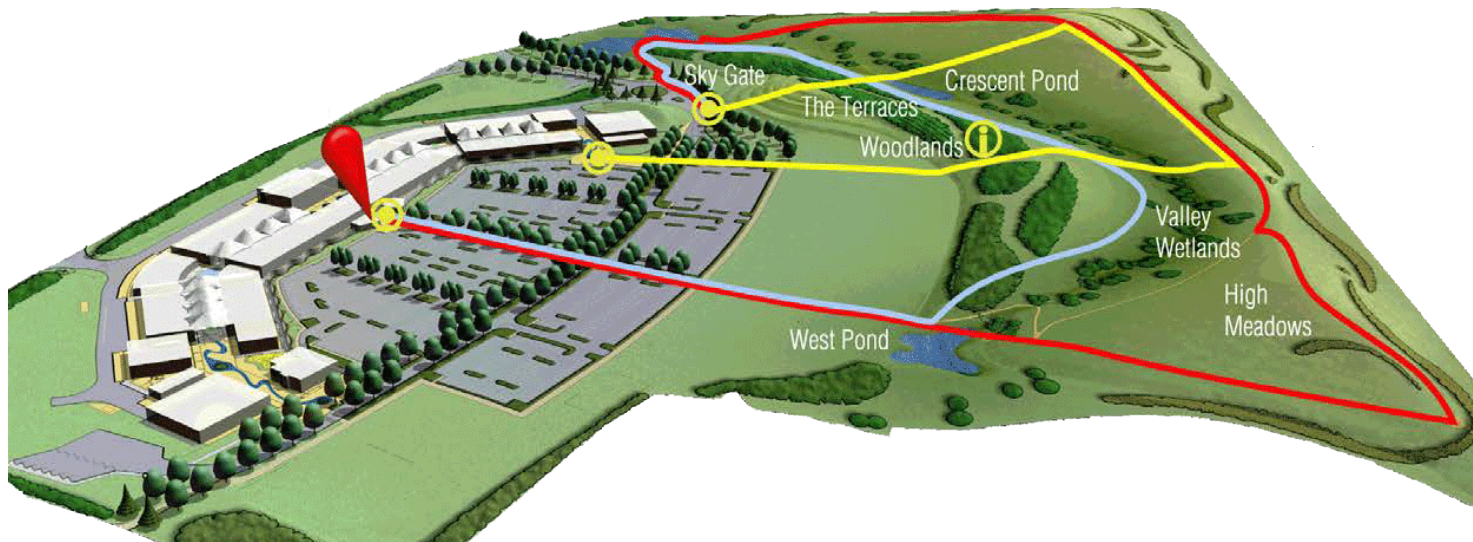 Sky Gate
Crescent Pond
The Terraces
Woodlands
i
Valley
Wetlands
High
Meadows
West Pond